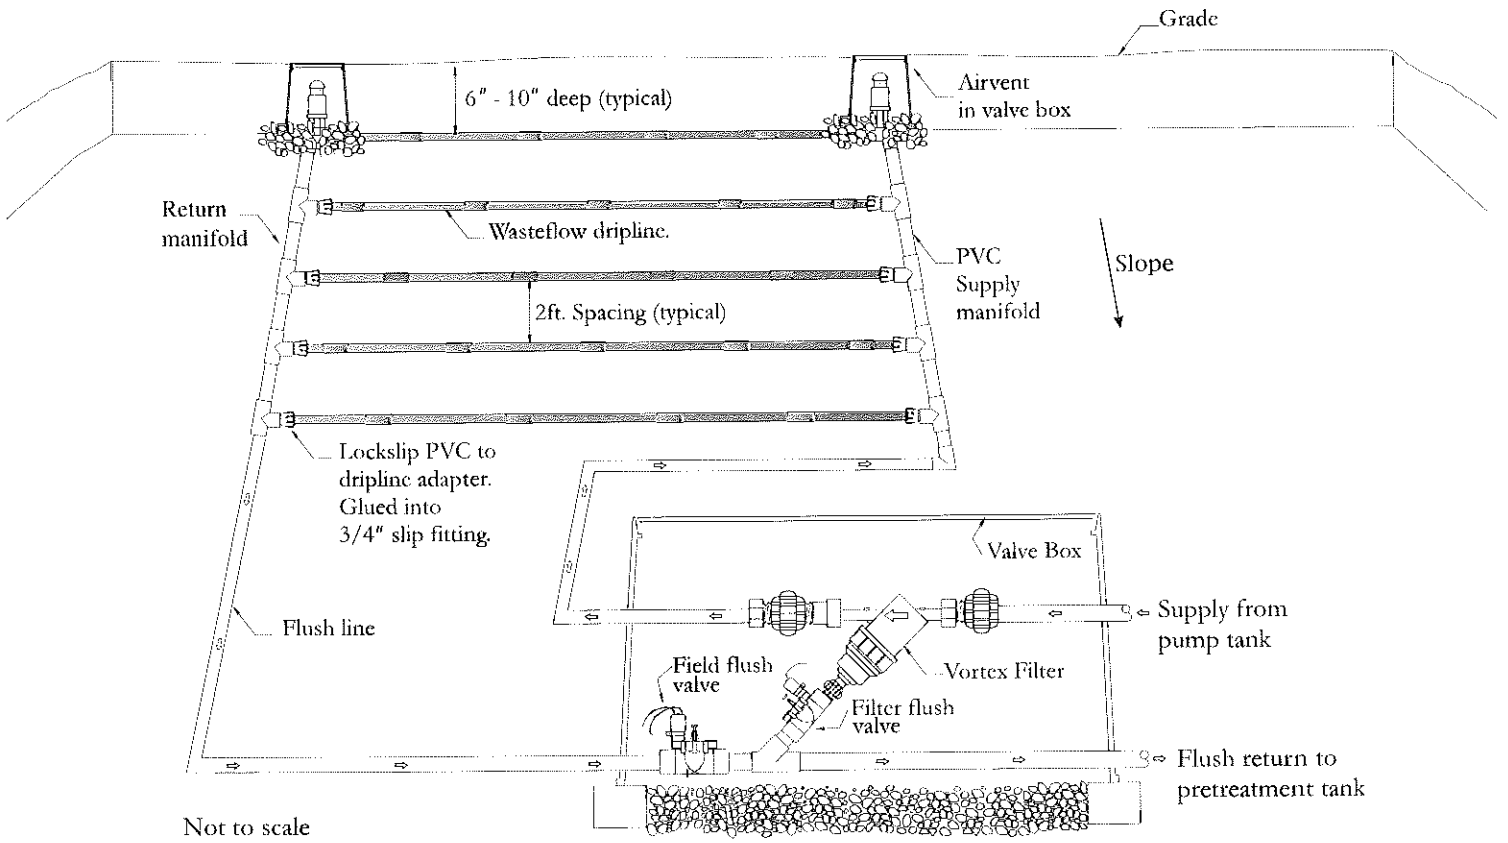 Grade
6" - 10" deep (typical)
Airvent
in valve box
Return
manifold
Wasteflow dripline.
PVC
Supply
manifold
Slope
2ft. Spacing (typical)
Lockslip PVC to
dripline adapter.
Glued into
3/4" slip fitting.
Valve Box
Flush line
Supply from
pump tank
Field flush
valve
Vortex Filter
Filter flush
valve
Flush return to
pretreatment tank
Not to scale